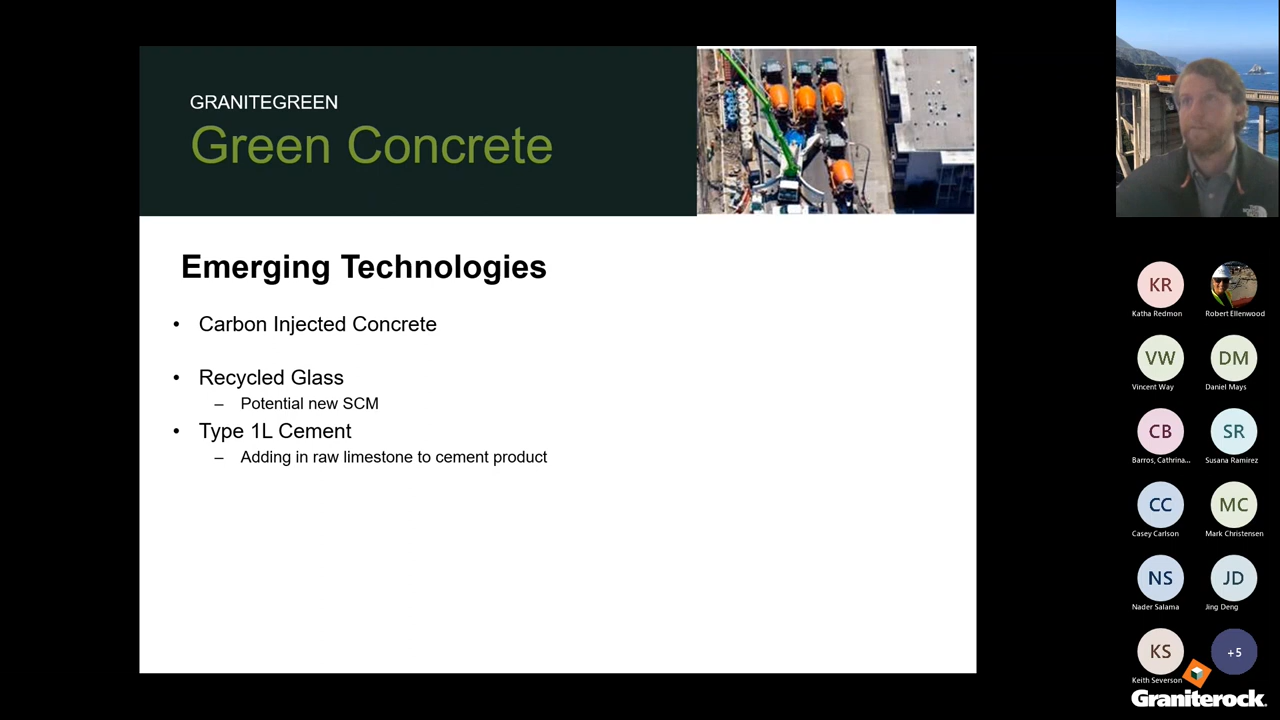 GRANITEGREEN
Green Concrete
Emerging Technologies
• Carbon Injected Concrete
• Recycled Glass
– Potential new SCM
• Type 1L Cement
– Adding in raw limestone to cement product
KR
Katha Redmon
Robert Ellenwood
VW
Vincent Way
DM
Daniel Mays
CB
Barros, Cathrina...
SR
Susana Ramirez
CC
Casey Carlson
MC
Mark Christensen
NS
Nader Salama
JD
Jing Deng
KS
Keith Severson
+5
Graniterock